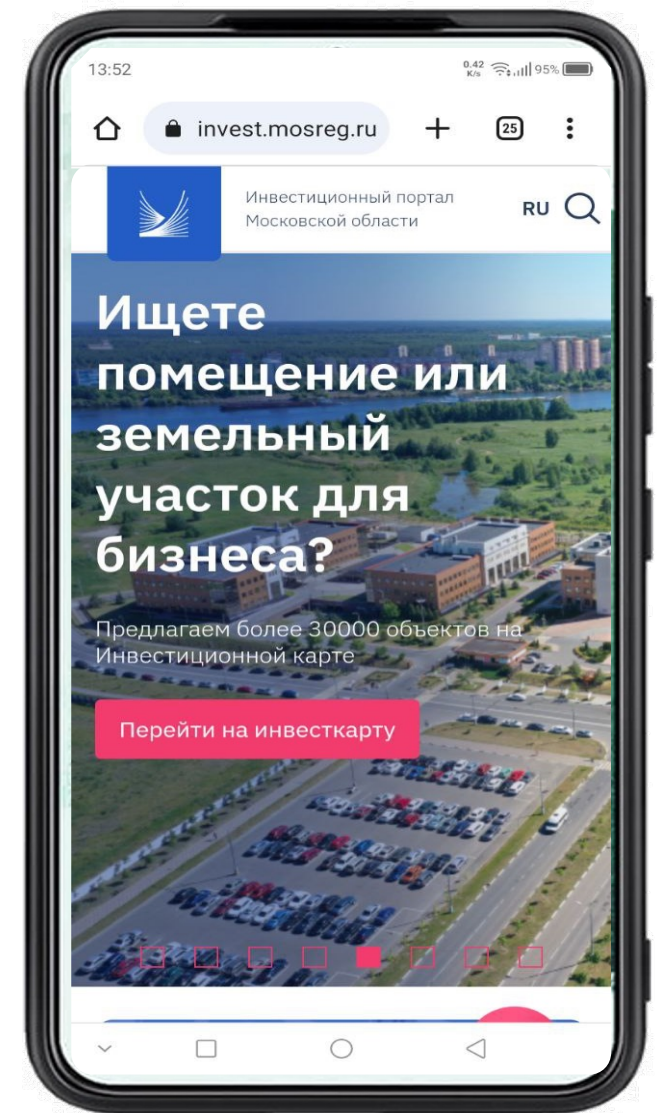 13:52
0.42
K/s
95%
invest.mosreg.ru
25
Инвестиционный портал
Московской области
RU
Ищете
помещение или
земельный
участок для
бизнеса?
Предлагаем более 30000 объектов на
Инвестиционной карте
Перейти на инвесткарту